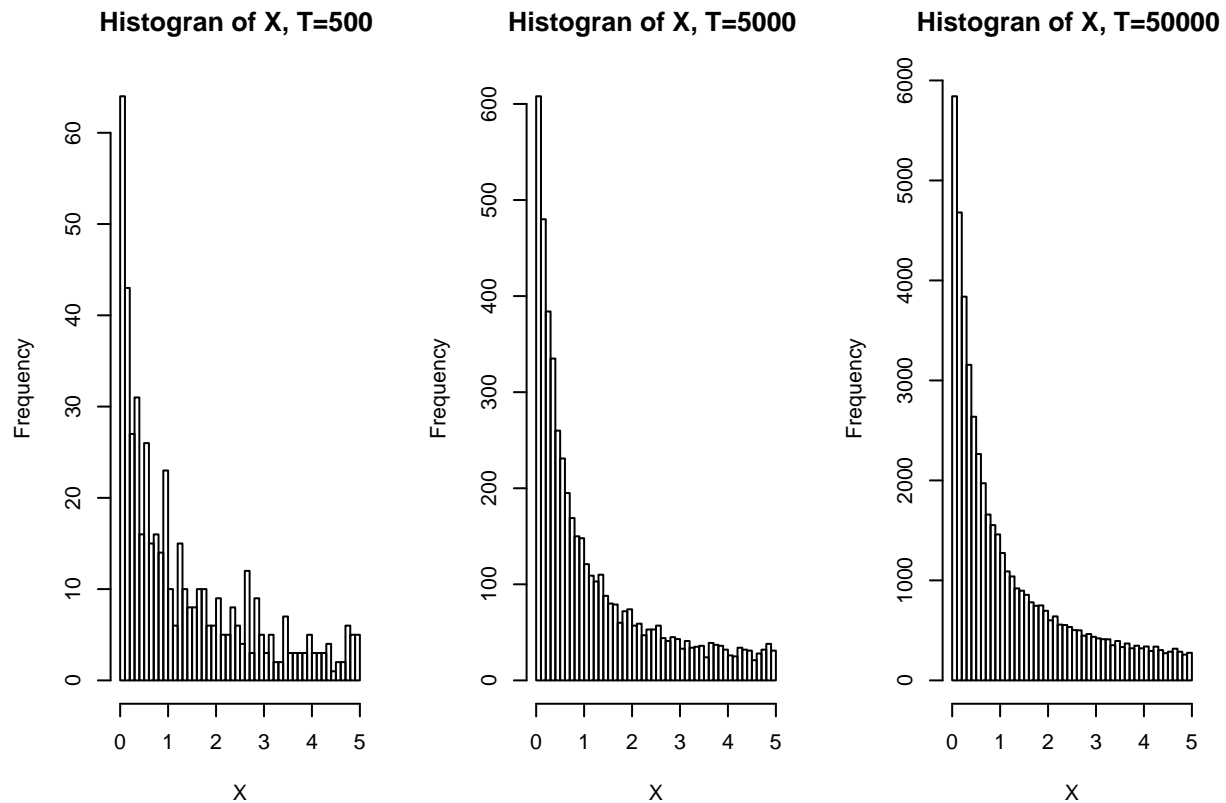 Histogran of X, T=500
Frequency
60
50
40
30
20
10
0
0 1 2 3 4 5
X
Histogran of X, T=5000
Frequency
600
500
400
300
200
100
0
0 1 2 3 4 5
X
Histogran of X, T=50000
Frequency
6000
5000
4000
3000
2000
1000
0
0 1 2 3 4 5
X